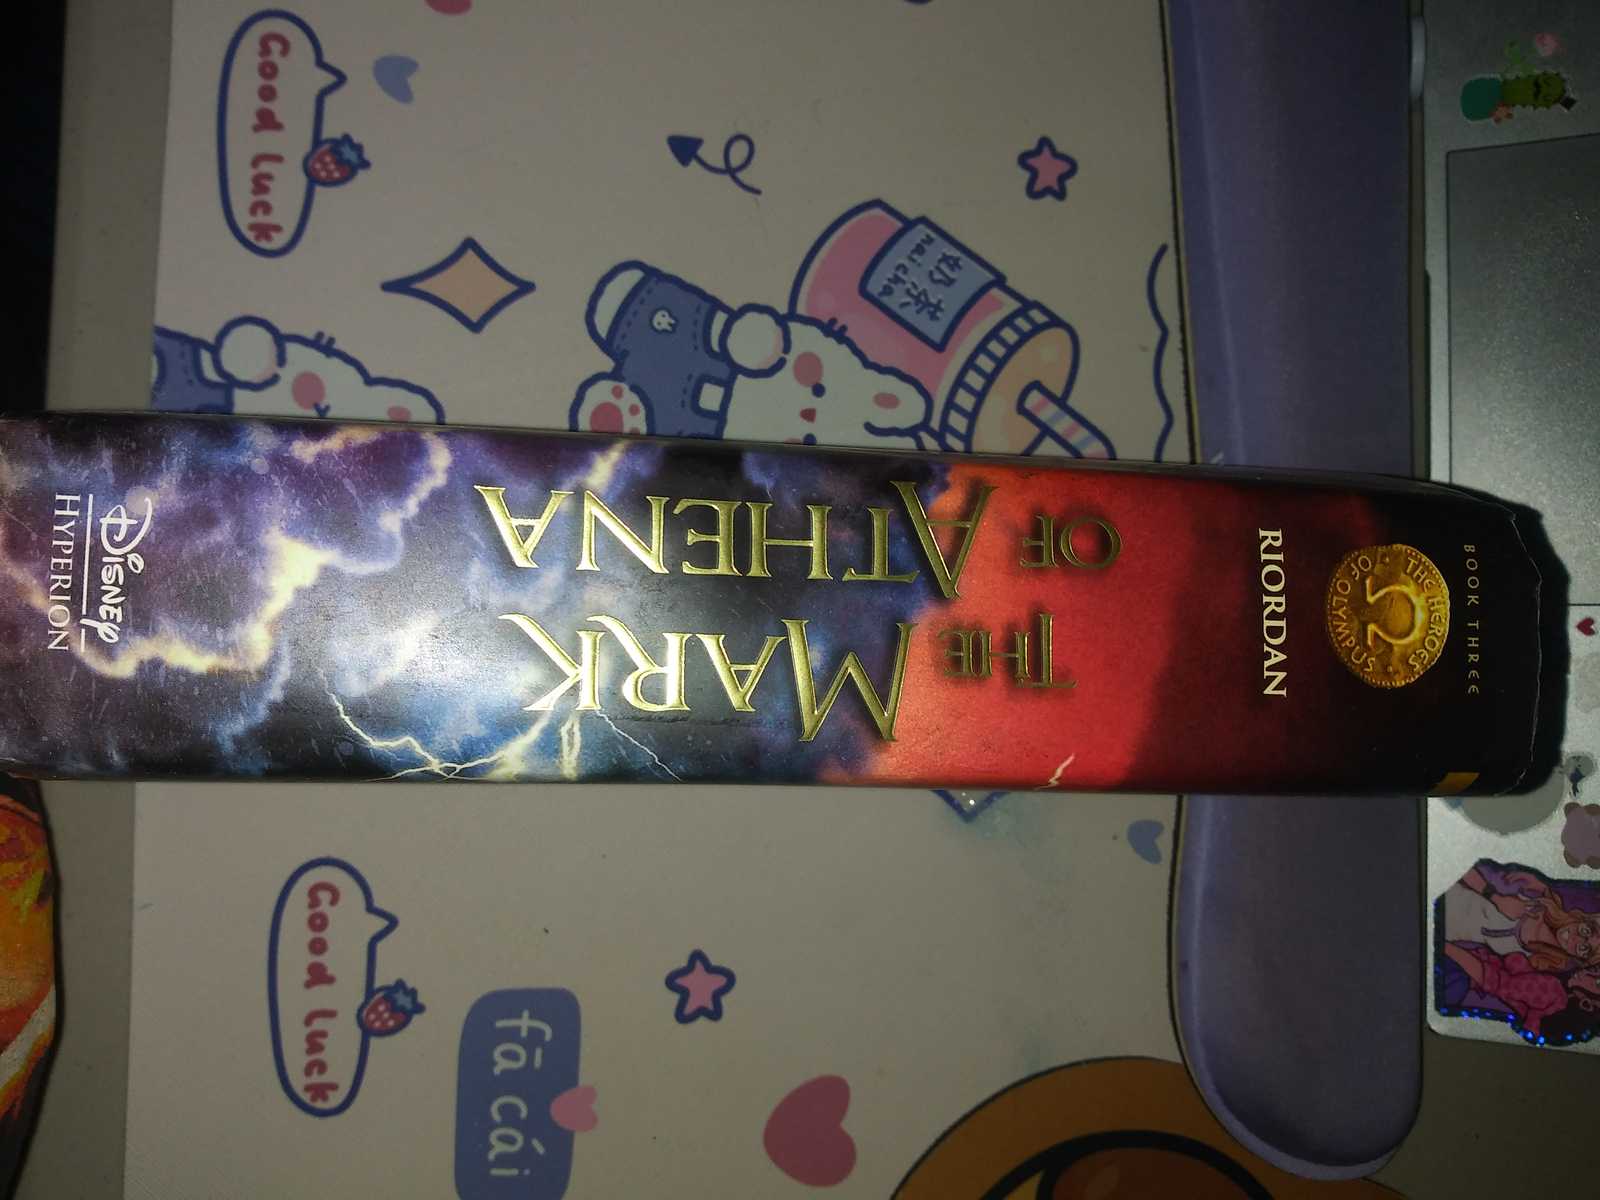 BOOK THREE
THE HEROES
OF OLYMPUS
Ω
RIORDAN
THE MARK
OF ATHENA
DISNEY
HYPERION
Good Luck
奶茶
nai cha
Good Luck
fā cái